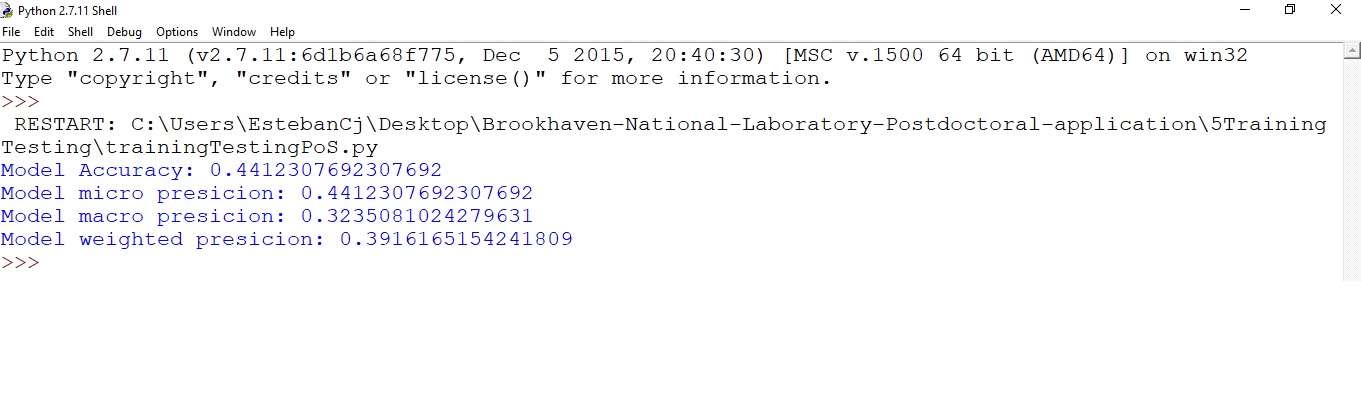 Python 2.7.11 Shell
File Edit Shell Debug Options Window Help
Python 2.7.11 (v2.7.11:6d1b6a68f775, Dec  5 2015, 20:40:30) [MSC v.1500 64 bit (AMD64)] on win32
Type "copyright", "credits" or "license()" for more information.
>>>
 RESTART: C:\Users\EstebanCj\Desktop\Brookhaven-National-Laboratory-Postdoctoral-application\5Training
Testing\trainingTestingPoS.py
Model Accuracy: 0.4412307692307692
Model micro presicion: 0.4412307692307692
Model macro presicion: 0.3235081024279631
Model weighted presicion: 0.3916165154241809
>>>